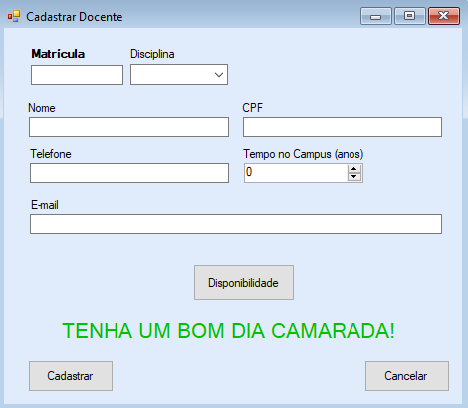 Cadastrar Docente
Matrícula Disciplina
Nome CPF
Telefone Tempo no Campus (anos)
0
E-mail
Disponibilidade
TENHA UM BOM DIA CAMARADA!
Cadastrar Cancelar